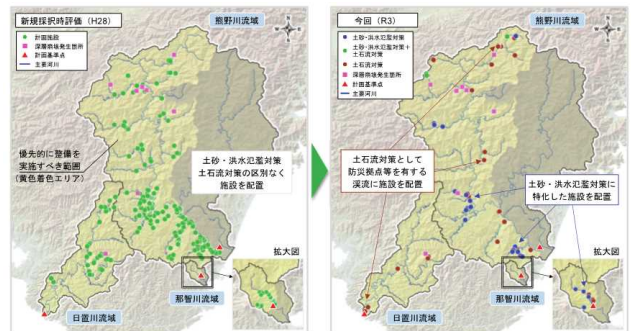 新規採択時評価（H28）
熊野川流域
計画施設
深層崩壊発生箇所
計画基準点
主要河川
優先的に整備を
実施すべき範囲
（黄色着色エリア）
土砂・洪水氾濫対策
土石流対策の区別なく
施設を配置
拡大図
那智川流域
日置川流域
今回（R3）
熊野川流域
土砂・洪水氾濫対策
土砂・洪水氾濫対策＋
土石流対策
土石流対策
深層崩壊発生箇所
計画基準点
主要河川
土石流対策として
防災拠点等を有する
渓流に施設を配置
土砂・洪水氾濫対策に
特化した施設を配置
拡大図
那智川流域
日置川流域